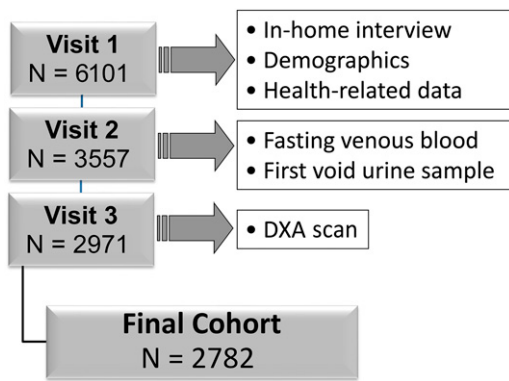 Visit 1
N = 6101
• In-home interview
• Demographics
• Health-related data
Visit 2
N = 3557
• Fasting venous blood
• First void urine sample
Visit 3
N = 2971
• DXA scan
Final Cohort
N = 2782